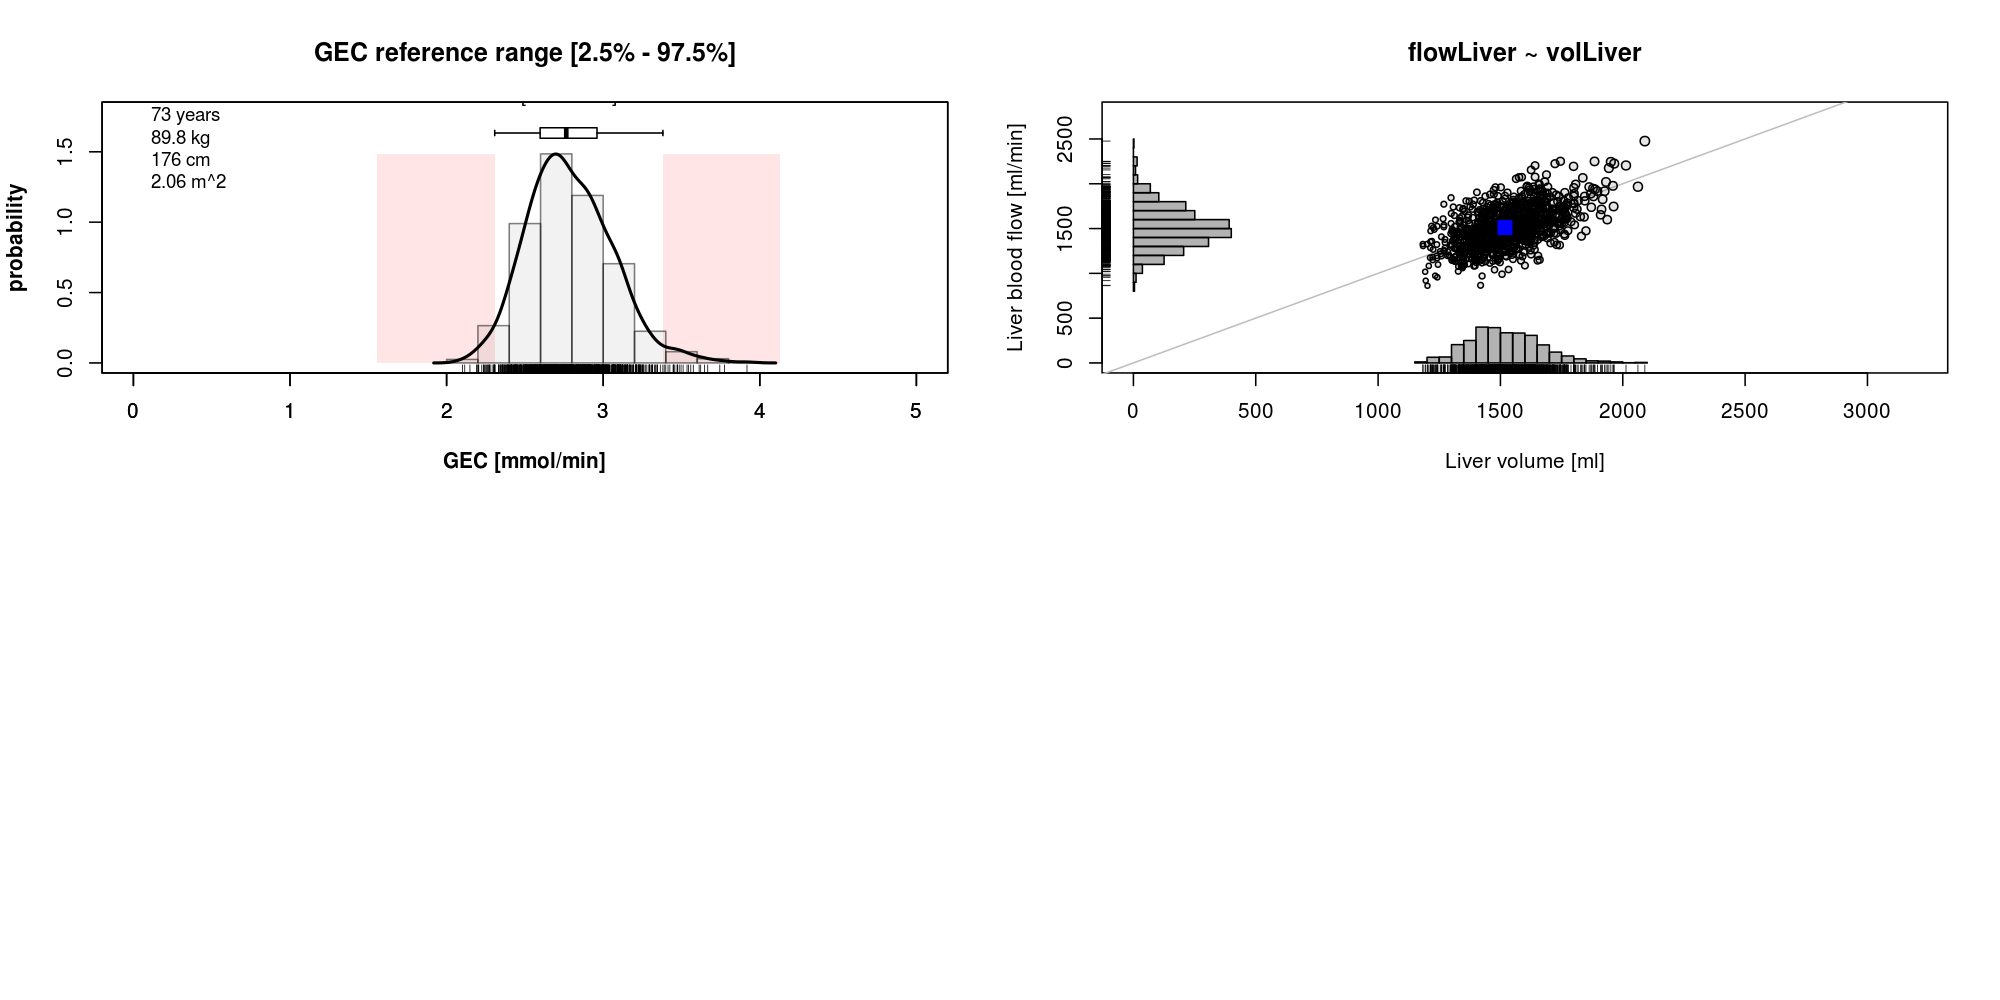 GEC reference range [2.5% - 97.5%]
73 years
89.8 kg
176 cm
2.06 m^2
probability
0.0
0.5
1.0
1.5
0 1 2 3 4 5
GEC [mmol/min]
flowLiver ~ volLiver
Liver blood flow [ml/min]
0
500
1500
2500
0 500 1000 1500 2000 2500 3000
Liver volume [ml]